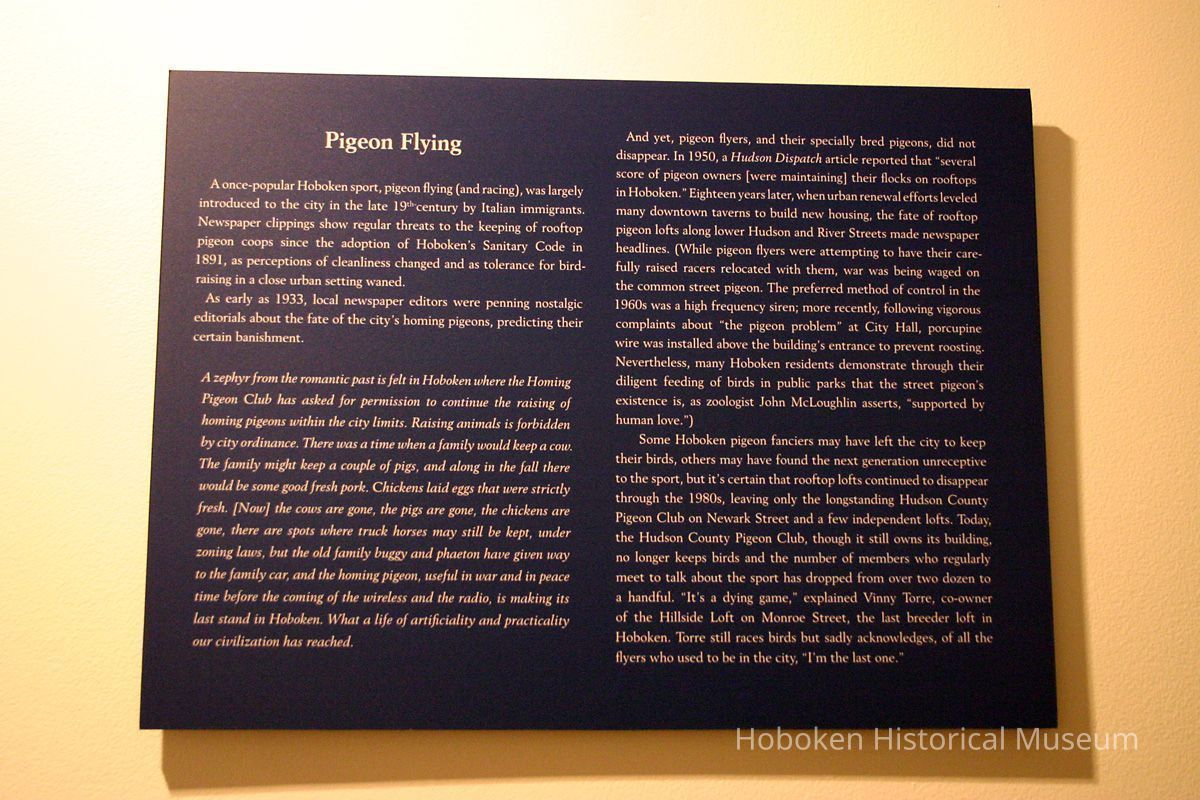 Pigeon Flying
A once-popular Hoboken sport, pigeon flying (and racing), was largely
introduced to the city in the late 19th century by Italian immigrants.
Newspaper clippings show regular threats to the keeping of rooftop
pigeon coops since the adoption of Hoboken's Sanitary Code in
1891, as perceptions of cleanliness changed and as tolerance for bird-
raising in a close urban setting waned.
As early as 1933, local newspaper editors were penning nostalgic
editorials about the fate of the city's homing pigeons, predicting their
certain banishment.
A zephyr from the romantic past is felt in Hoboken where the Homing
Pigeon Club has asked for permission to continue the raising of
homing pigeons within the city limits. Raising animals is forbidden
by city ordinance. There was a time when a family would keep a cow.
The family might keep a couple of pigs, and along in the fall there
would be some good fresh pork. Chickens laid eggs that were strictly
fresh. [Now] the cows are gone, the pigs are gone, the chickens are
gone, there are spots where truck horses may still be kept, under
zoning laws, but the old family buggy and phaeton have given way
to the family car, and the homing pigeon, useful in war and in peace
time before the coming of the wireless and the radio, is making its
last stand in Hoboken. What a life of artificiality and practicality
our civilization has reached.
And yet, pigeon flyers, and their specially bred pigeons, did not
disappear. In 1950, a Hudson Dispatch article reported that "several
score of pigeon owners [were maintaining] their flocks on rooftops
in Hoboken." Eighteen years later, when urban renewal efforts leveled
many downtown taverns to build new housing, the fate of rooftop
pigeon lofts along lower Hudson and River Streets made newspaper
headlines. (While pigeon flyers were attempting to have their care-
fully raised racers relocated with them, war was being waged on
the common street pigeon. The preferred method of control in the
1960s was a high frequency siren; more recently, following vigorous
complaints about "the pigeon problem" at City Hall, porcupine
wire was installed above the building's entrance to prevent roosting.
Nevertheless, many Hoboken residents demonstrate through their
diligent feeding of birds in public parks that the street pigeon's
existence is, as zoologist John McLoughlin asserts, "supported by
human love.")
Some Hoboken pigeon fanciers may have left the city to keep
their birds, others may have found the next generation unreceptive
to the sport, but it's certain that rooftop lofts continued to disappear
through the 1980s, leaving only the longstanding Hudson County
Pigeon Club on Newark Street and a few independent lofts. Today,
the Hudson County Pigeon Club, though it still owns its building,
no longer keeps birds and the number of members who regularly
meet to talk about the sport has dropped from over two dozen to
a handful. "It's a dying game," explained Vinny Torre, co-owner
of the Hillside Loft on Monroe Street, the last breeder loft in
Hoboken. Torre still races birds but sadly acknowledges, of all the
flyers who used to be in the city, "I'm the last one."
Hoboken Historical Museum